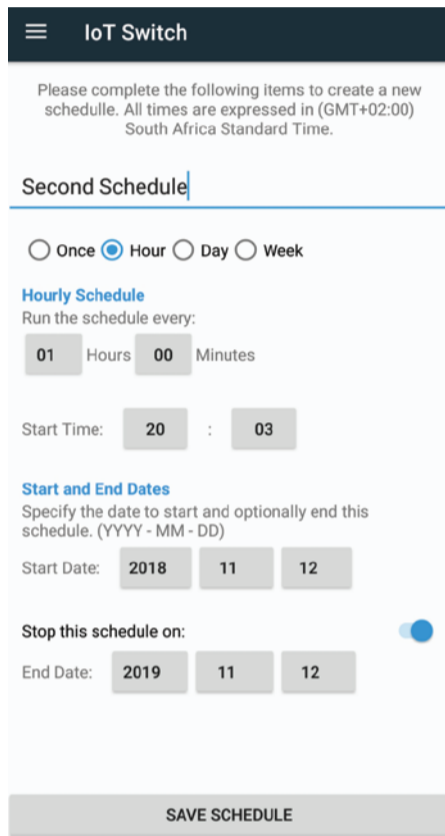 IoT Switch
Please complete the following items to create a new
schedulle. All times are expressed in (GMT+02:00)
South Africa Standard Time.
Second Schedule
Once Hour Day Week
Hourly Schedule
Run the schedule every:
01 Hours 00 Minutes
Start Time: 20 : 03
Start and End Dates
Specify the date to start and optionally end this
schedule. (YYYY - MM - DD)
Start Date: 2018 11 12
Stop this schedule on:
End Date: 2019 11 12
SAVE SCHEDULE